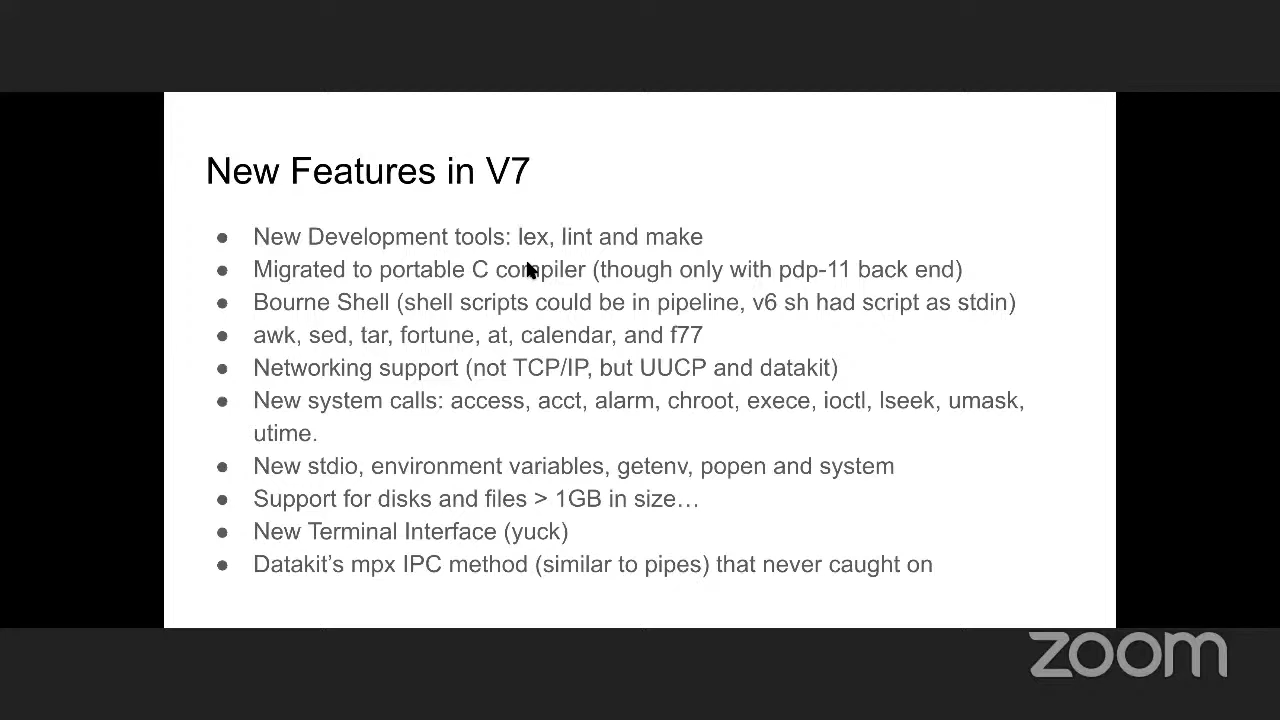 New Features in V7
● New Development tools: lex, lint and make
● Migrated to portable C compiler (though only with pdp-11 back end)
● Bourne Shell (shell scripts could be in pipeline, v6 sh had script as stdin)
● awk, sed, tar, fortune, at, calendar, and f77
● Networking support (not TCP/IP, but UUCP and datakit)
● New system calls: access, acct, alarm, chroot, exece, ioctl, lseek, umask,
utime.
● New stdio, environment variables, getenv, popen and system
● Support for disks and files > 1GB in size…
● New Terminal Interface (yuck)
● Datakit’s mpx IPC method (similar to pipes) that never caught on
zoom